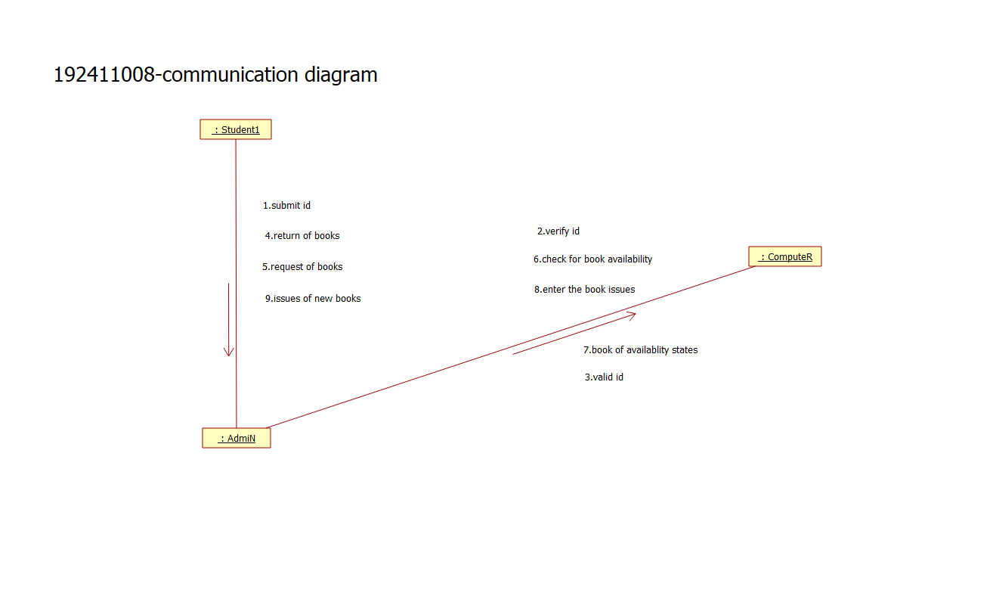 192411008-communication diagram
: Student1
1.submit id
4.return of books
5.request of books
9.issues of new books
2.verify id
6.check for book availability
8.enter the book issues
: ComputeR
7.book of availablity states
3.valid id
: AdmiN